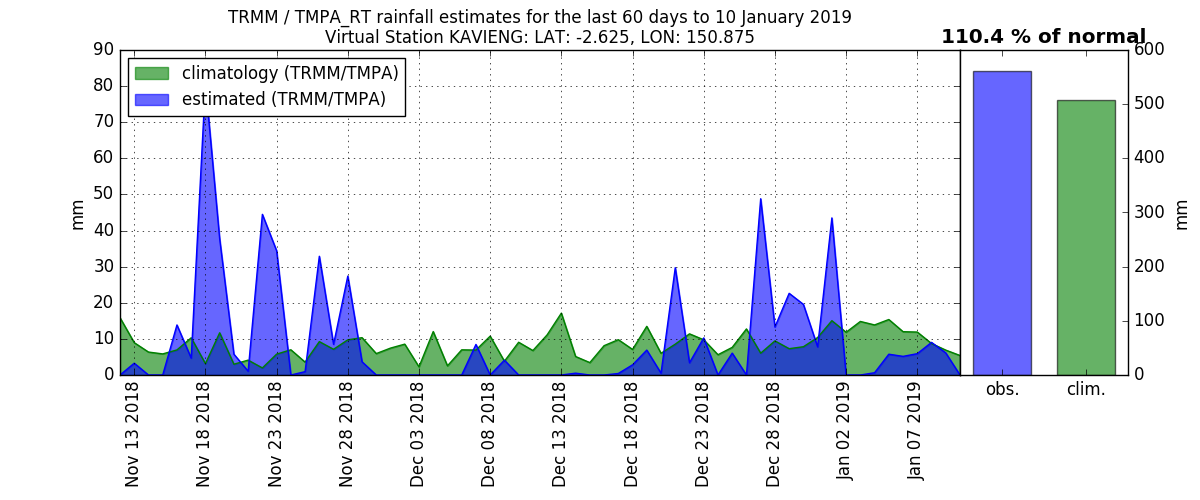 TRMM / TMPA_RT rainfall estimates for the last 60 days to 10 January 2019
Virtual Station KAVIENG: LAT: -2.625, LON: 150.875
110.4 % of normal
climatology (TRMM/TMPA)
estimated (TRMM/TMPA)
mm
90
80
70
60
50
40
30
20
10
0
Nov 13 2018
Nov 18 2018
Nov 23 2018
Nov 28 2018
Dec 03 2018
Dec 08 2018
Dec 13 2018
Dec 18 2018
Dec 23 2018
Dec 28 2018
Jan 02 2019
Jan 07 2019
obs.
clim.
600
500
400
300
200
100
0
mm